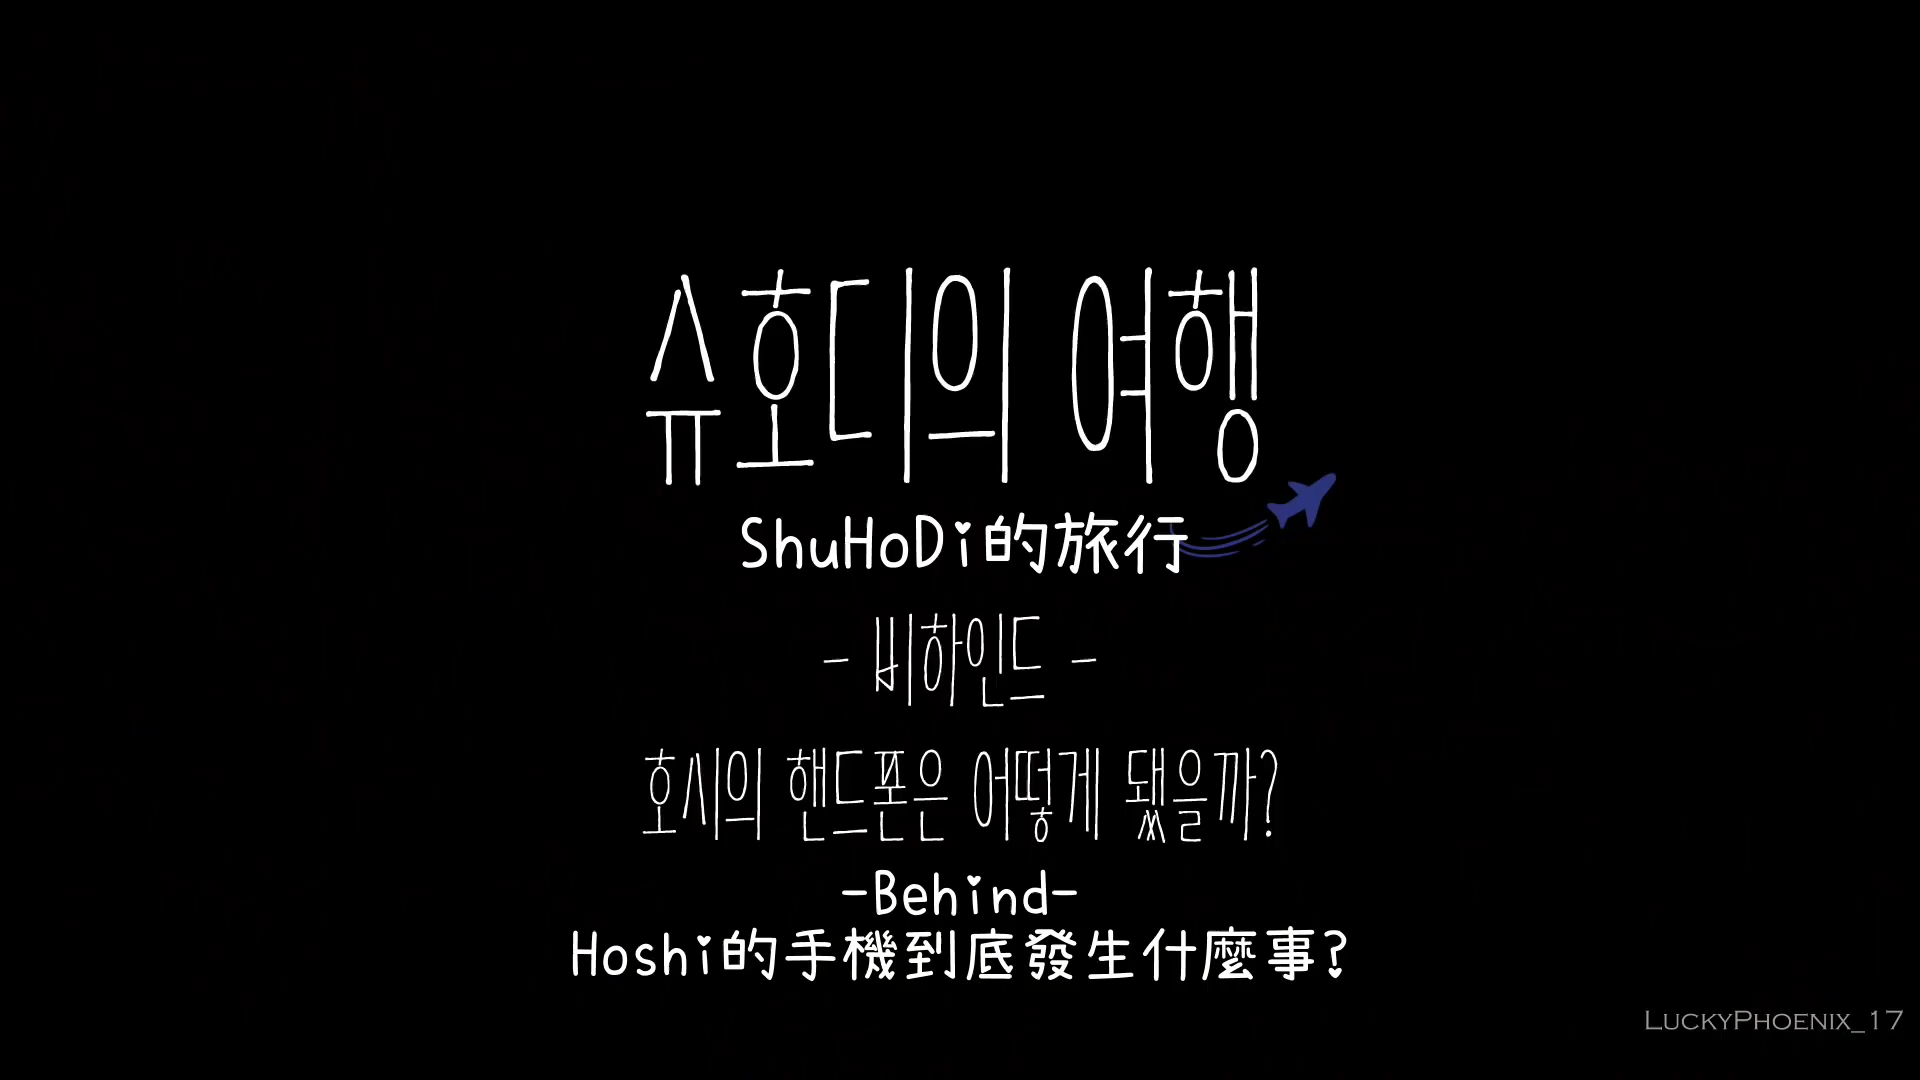 슈호디의 여행
ShuHoDi的旅行
- 비하인드 -
호시의 핸드폰은 어떻게 됐을까?
-Behind-
Hoshi的手機到底發生什麼事?
LuckyPhoenix_17